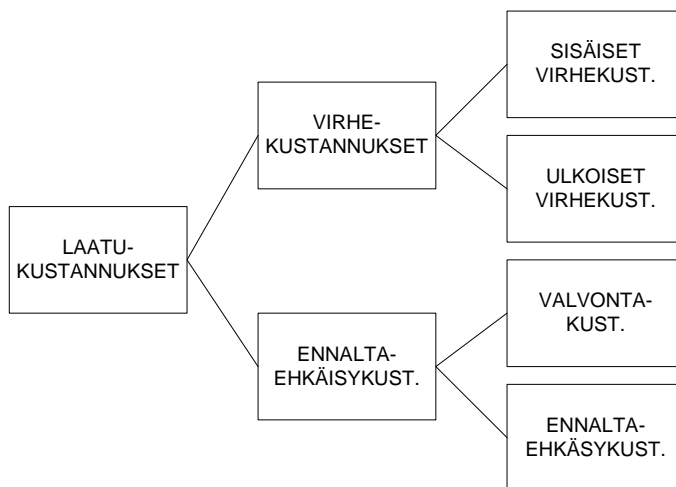 SISÄISET
VIRHEKUST.
VIRHE-
KUSTANNUKSET
ULKOISET
VIRHEKUST.
LAATU-
KUSTANNUKSET
VALVONTA-
KUST.
ENNALTA-
EHKÄISYKUST.
ENNALTA-
EHKÄSYKUST.